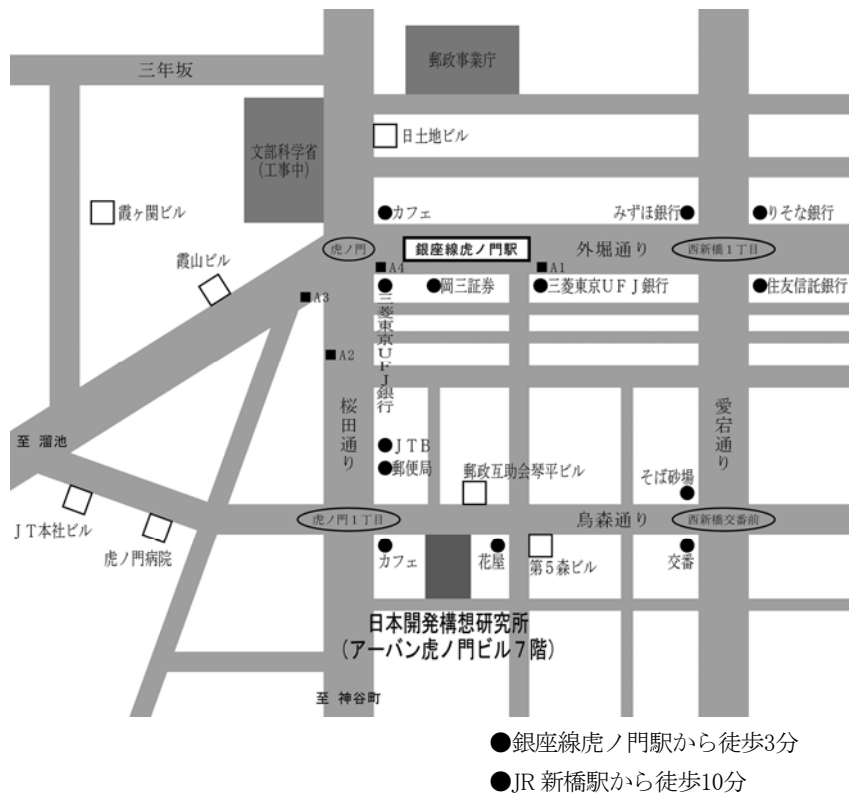 三年坂
郵政事業庁
日土地ビル
文部科学省
(工事中)
霞ヶ関ビル
カフェ
みずほ銀行
りそな銀行
霞山ビル
虎ノ門
銀座線虎ノ門駅
外堀通り
西新橋1丁目
A4
A1
岡三証券
三菱東京UFJ銀行
住友信託銀行
A3
三菱東京UFJ銀行
A2
桜田通り
愛宕通り
至 溜池
JTB
郵便局
郵政互助会琴平ビル
そば砂場
JT本社ビル
虎ノ門病院
虎ノ門1丁目
烏森通り
西新橋交番前
カフェ
花屋
第5森ビル
交番
日本開発構想研究所
(アーバン虎ノ門ビル7階)
至 神谷町
●銀座線虎ノ門駅から徒歩3分
●JR 新橋駅から徒歩10分